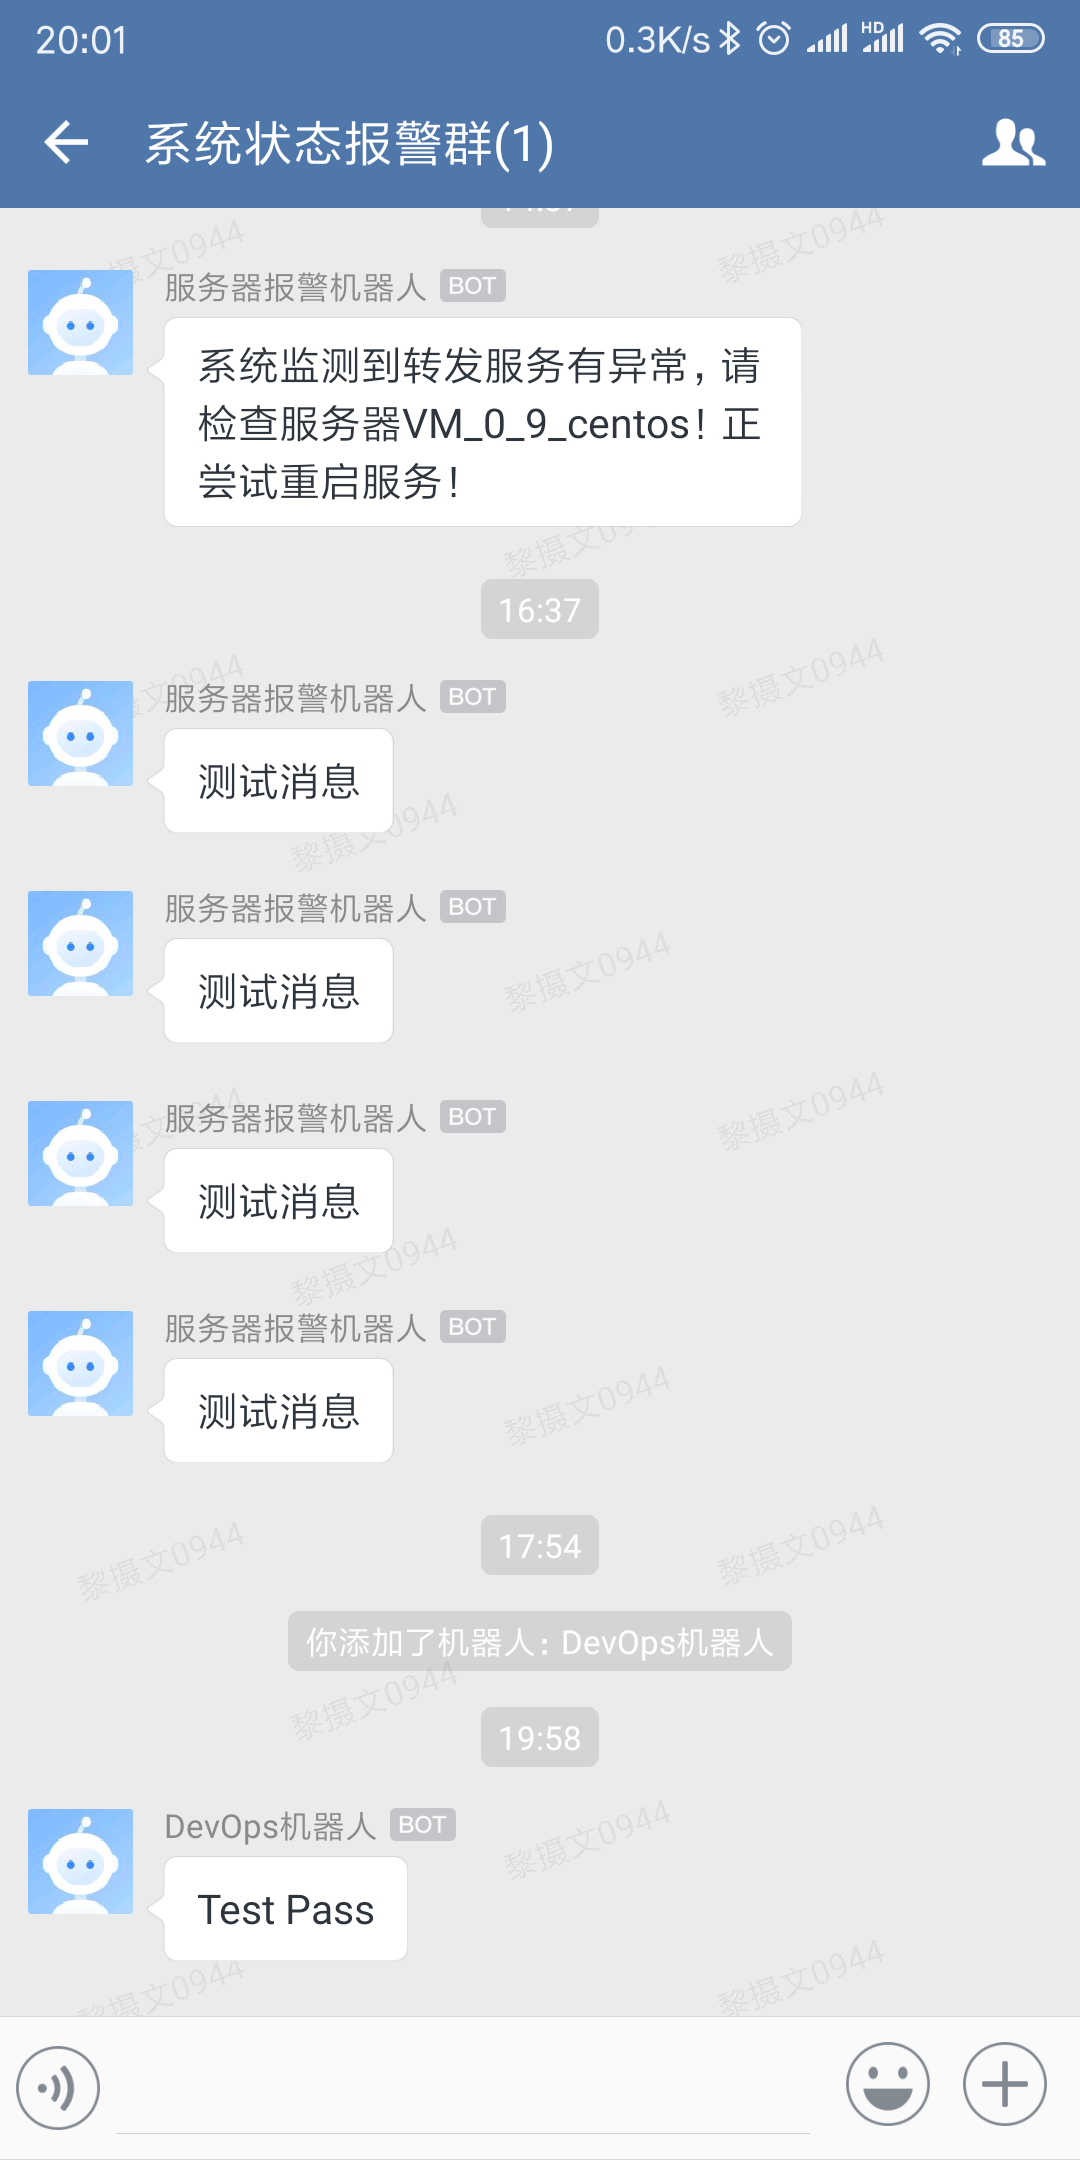 20:01
0.3K/s
HD
85
系统状态报警群(1)
服务器报警机器人 BOT
系统监测到转发服务有异常，请
检查服务器VM_0_9_centos！正
尝试重启服务！
16:37
服务器报警机器人 BOT
测试消息
服务器报警机器人 BOT
测试消息
服务器报警机器人 BOT
测试消息
服务器报警机器人 BOT
测试消息
17:54
你添加了机器人：DevOps机器人
19:58
DevOps机器人 BOT
Test Pass
黎摄文0944